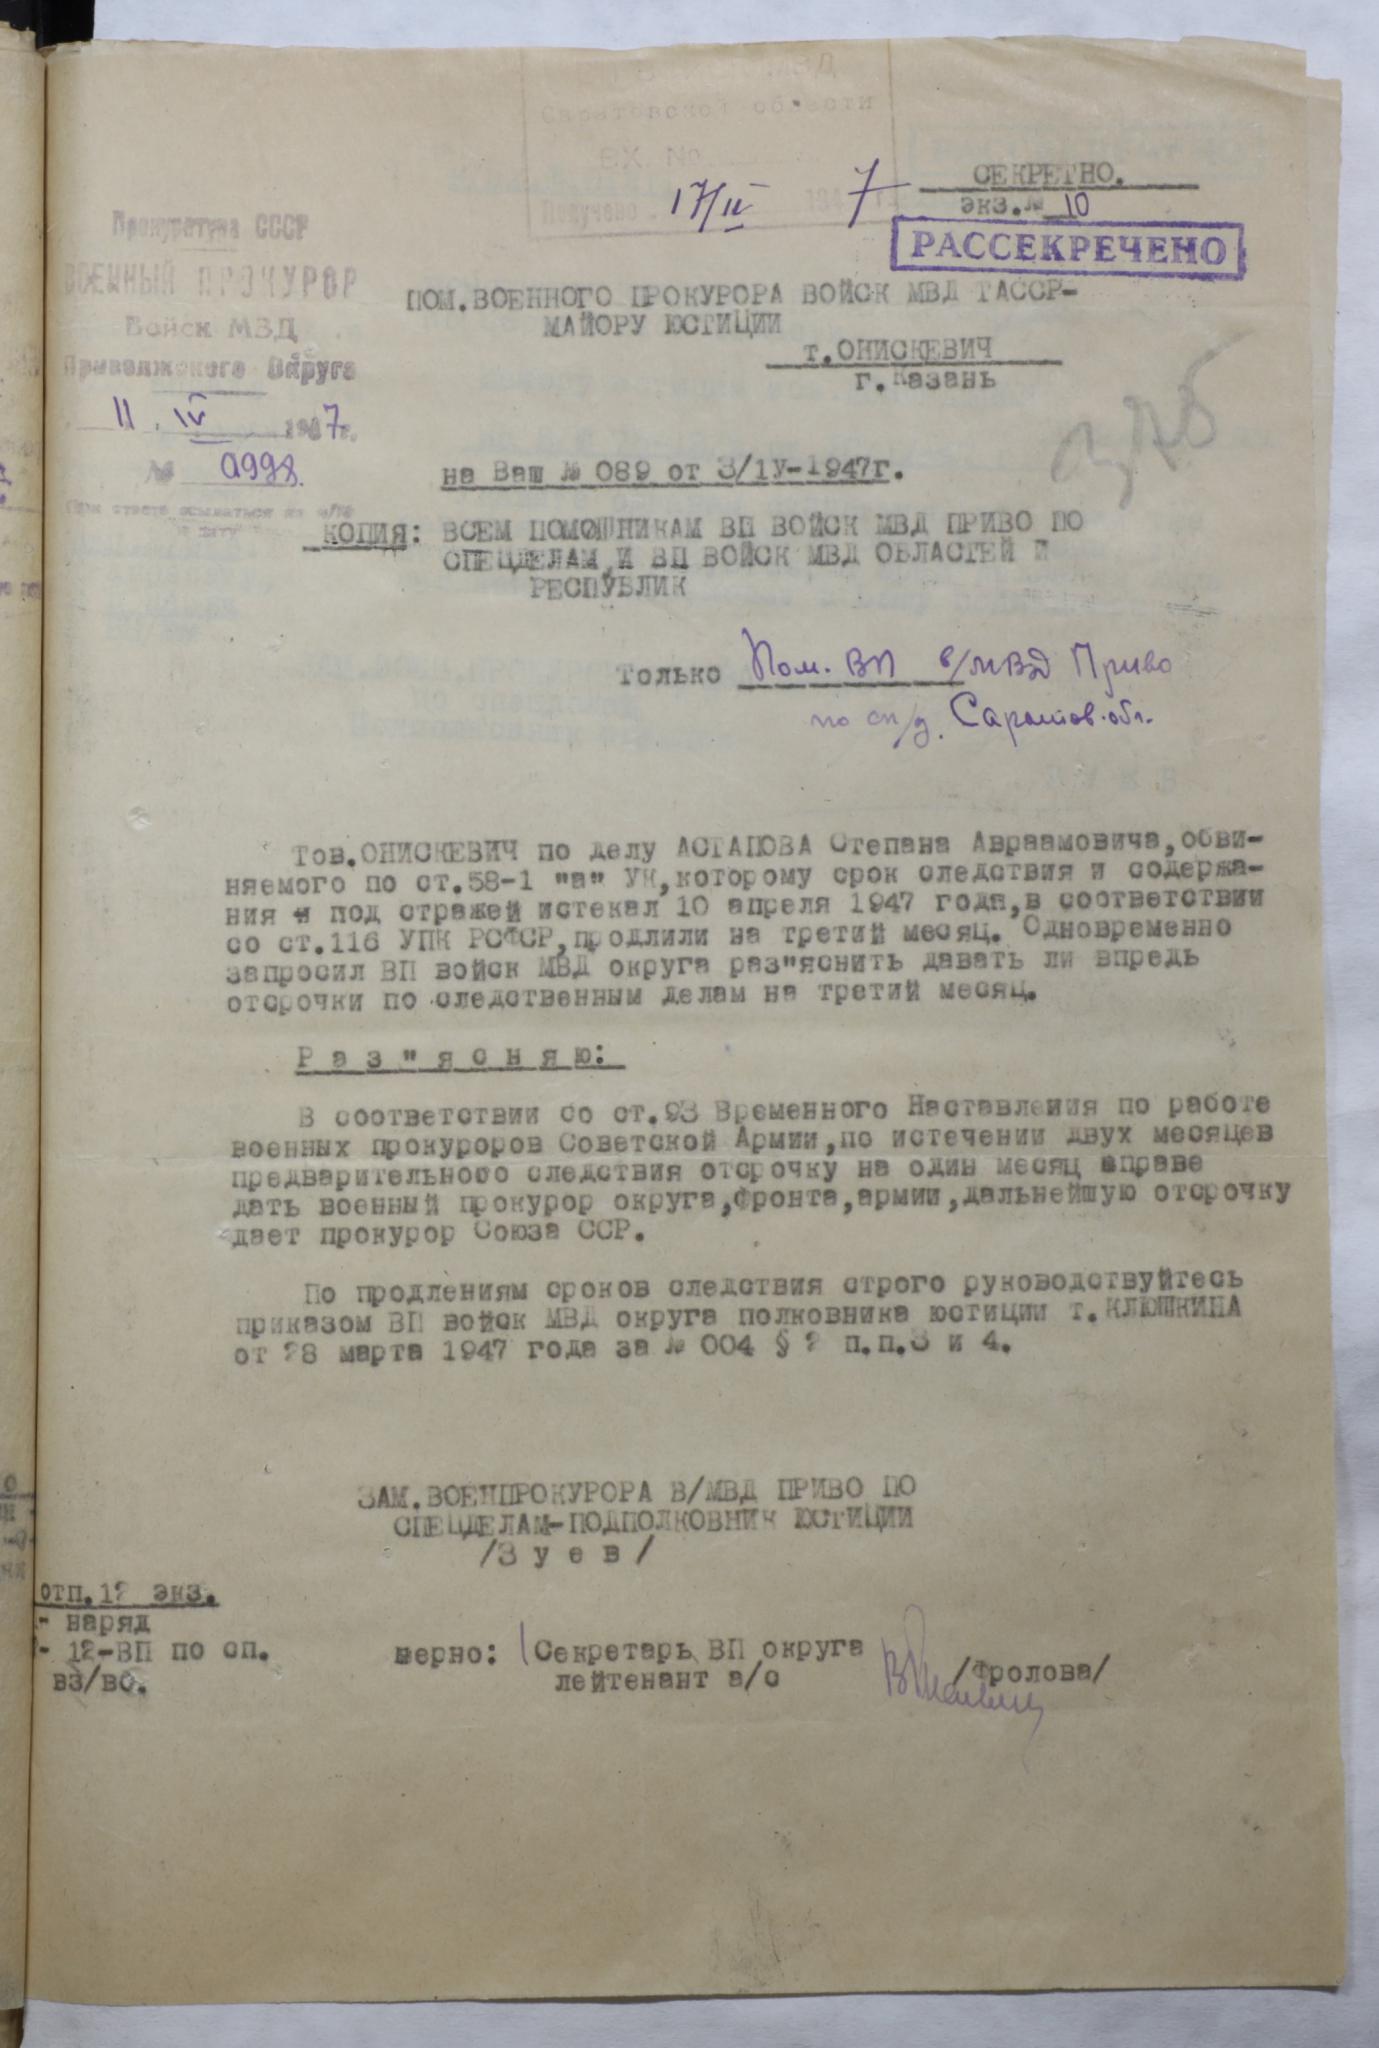 Саратовской области
ВХ. №
Получено 17/IV 1947 г.
СЕКРЕТНО.
экз.№ 10
РАССЕКРЕЧЕНО
Прокуратура СССР
ВОЕННЫЙ ПРОКУРОР
Войск МВД
Приволжского Округа
11. IV 1947г.
№ 0998
ПОМ.ВОЕННОГО ПРОКУРОРА ВОЙСК МВД ТАССР-
МАЙОРУ ЮСТИЦИИ
т.ОНИСКЕВИЧ
г.Казань
на Ваш № 089 от 3/1У-1947г.
КОПИЯ: ВСЕМ ПОМОШНИКАМ ВП ВОЙСК МВД ПРИВО ПО
СПЕЦДЕЛАМ,И ВП ВОЙСК МВД ОБЛАСТЕЙ И
РЕСПУБЛИК
Только Пом. ВП в/МВД Приво
по сп/д. Саратов.обл.
Тов.ОНИСКЕВИЧ по делу АСТАПОВА Степана Авраамовича,обви-
няемого по ст.58-1 "а" УК,которому срок следствия и содержа-
ния и под стражей истекал 10 апреля 1947 года,в соответствии
со ст.116 УПК РСФСР,продлили на третий месяц. Одновременно
запросил ВП войск МВД округа раз"яснить давать ли впредь
отсрочки по следственным делам на третий месяц.
Р а з " я с н я ю:
В соответствии со ст.93 Временного Наставления по работе
военных прокуроров Советской Армии,по истечении двух месяцев
предварительного следствия отсрочку на один месяц вправе
дать военный прокурор округа,фронта,армии,дальнейшую отсрочку
дает прокурор Союза ССР.
По продлениям сроков следствия строго руководствуйтесь
приказом ВП войск МВД округа полковника юстиции т.КЛЮШКИНА
от 28 марта 1947 года за № 004 § 2 п.п.3 и 4.
ЗАМ.ВОЕНПРОКУРОРА В/МВД ПРИВО ПО
СПЕЦДЕЛАМ-ПОДПОЛКОВНИК ЮСТИЦИИ
/З у е в/
отп.12 экз.
- наряд
- 12-ВП по сп.
вз/вс.
верно: Секретарь ВП округа
лейтенант а/с /Фролова/